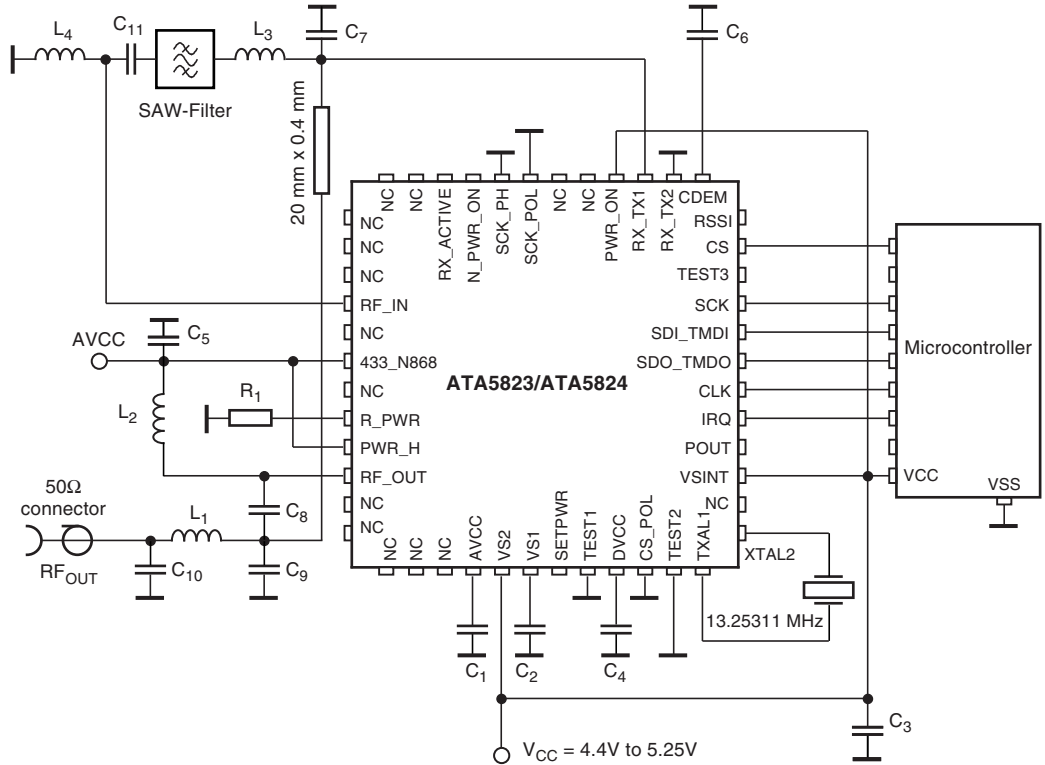 L4
C11
L3
C7
C6
SAW-Filter
20 mm x 0.4 mm
NC
NC
RX_ACTIVE
N_PWR_ON
SCK_PH
SCK_POL
NC
NC
PWR_ON
RX_TX1
RX_TX2
CDEM
NC
NC
NC
RF_IN
NC
433_N868
NC
R_PWR
PWR_H
RF_OUT
NC
NC
RSSI
CS
TEST3
SCK
SDI_TMDI
SDO_TMDO
CLK
IRQ
POUT
VSINT
NC
XTAL2
ATA5823/ATA5824
Microcontroller
VCC
VSS
AVCC
C5
L2
R1
50Ω
connector
RFOUT
L1
C8
C10
C9
NC
NC
NC
AVCC
VS2
VS1
SETPWR
TEST1
DVCC
CS_POL
TEST2
TXAL1
13.25311 MHz
C1
C2
C4
C3
VCC = 4.4V to 5.25V